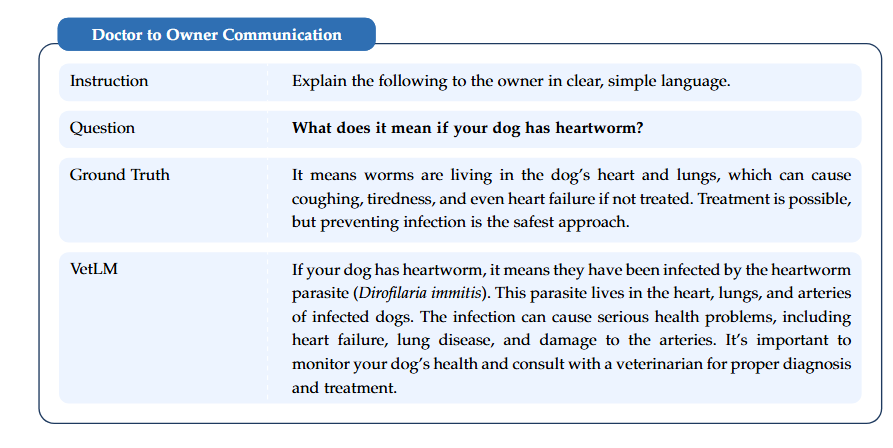 Doctor to Owner Communication
Instruction
Explain the following to the owner in clear, simple language.
Question
What does it mean if your dog has heartworm?
Ground Truth
It means worms are living in the dog’s heart and lungs, which can cause
coughing, tiredness, and even heart failure if not treated. Treatment is possible,
but preventing infection is the safest approach.
VetLM
If your dog has heartworm, it means they have been infected by the heartworm
parasite (Dirofilaria immitis). This parasite lives in the heart, lungs, and arteries
of infected dogs. The infection can cause serious health problems, including
heart failure, lung disease, and damage to the arteries. It’s important to
monitor your dog’s health and consult with a veterinarian for proper diagnosis
and treatment.